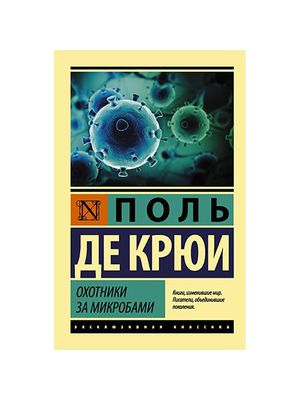 ПОЛЬ
ДЕ КРЮИ
ОХОТНИКИ
ЗА МИКРОБАМИ
Книги, изменившие мир.
Писатели, объединившие
поколения.
ЭКСКЛЮЗИВНАЯ КЛАССИКА